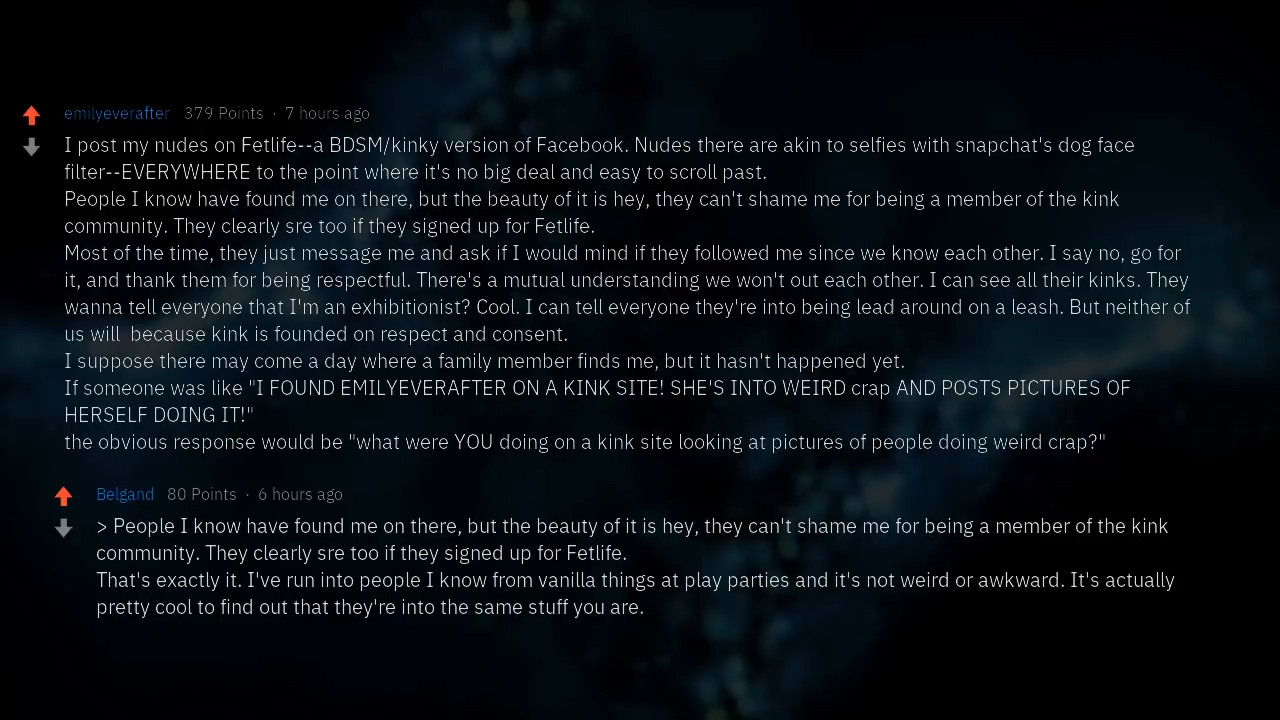 emilyeverafter 379 Points · 7 hours ago
I post my nudes on Fetlife--a BDSM/kinky version of Facebook. Nudes there are akin to selfies with snapchat's dog face
filter--EVERYWHERE to the point where it's no big deal and easy to scroll past.
People I know have found me on there, but the beauty of it is hey, they can't shame me for being a member of the kink
community. They clearly sre too if they signed up for Fetlife.
Most of the time, they just message me and ask if I would mind if they followed me since we know each other. I say no, go for
it, and thank them for being respectful. There's a mutual understanding we won't out each other. I can see all their kinks. They
wanna tell everyone that I'm an exhibitionist? Cool. I can tell everyone they're into being lead around on a leash. But neither of
us will  because kink is founded on respect and consent.
I suppose there may come a day where a family member finds me, but it hasn't happened yet.
If someone was like "I FOUND EMILYEVERAFTER ON A KINK SITE! SHE'S INTO WEIRD crap AND POSTS PICTURES OF
HERSELF DOING IT!"
the obvious response would be "what were YOU doing on a kink site looking at pictures of people doing weird crap?"
Belgand 80 Points · 6 hours ago
> People I know have found me on there, but the beauty of it is hey, they can't shame me for being a member of the kink
community. They clearly sre too if they signed up for Fetlife.
That's exactly it. I've run into people I know from vanilla things at play parties and it's not weird or awkward. It's actually
pretty cool to find out that they're into the same stuff you are.